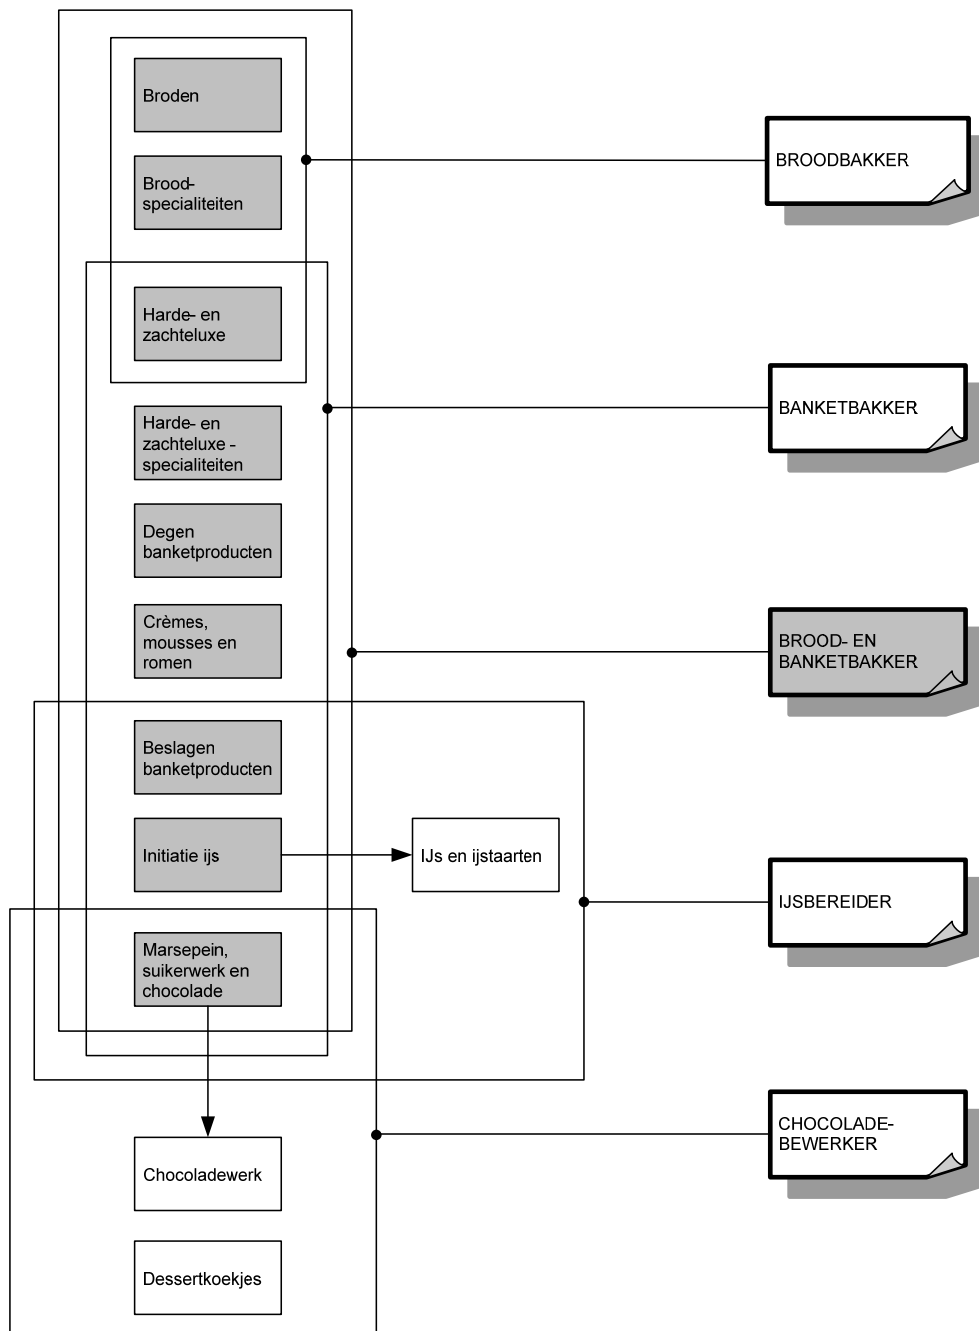 Broden
Brood-
specialiteiten
BROODBAKKER
Harde- en
zachteluxe
Harde- en
zachteluxe -
specialiteiten
BANKETBAKKER
Degen
banketproducten
Crèmes,
mousses en
romen
BROOD- EN
BANKETBAKKER
Beslagen
banketproducten
Initiatie ijs
IJs en ijstaarten
IJSBEREIDER
Marsepein,
suikerwerk en
chocolade
CHOCOLADE-
BEWERKER
Chocoladewerk
Dessertkoekjes